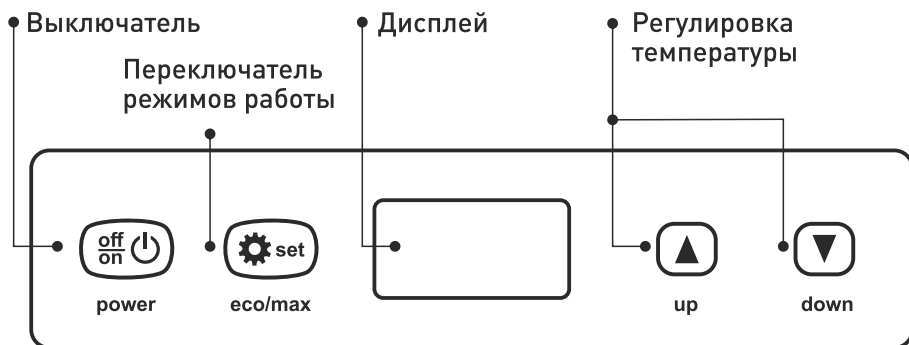 Выключатель
Дисплей
Регулировка
температуры
Переключатель
режимов работы
off
on
set
power
eco/max
up
down